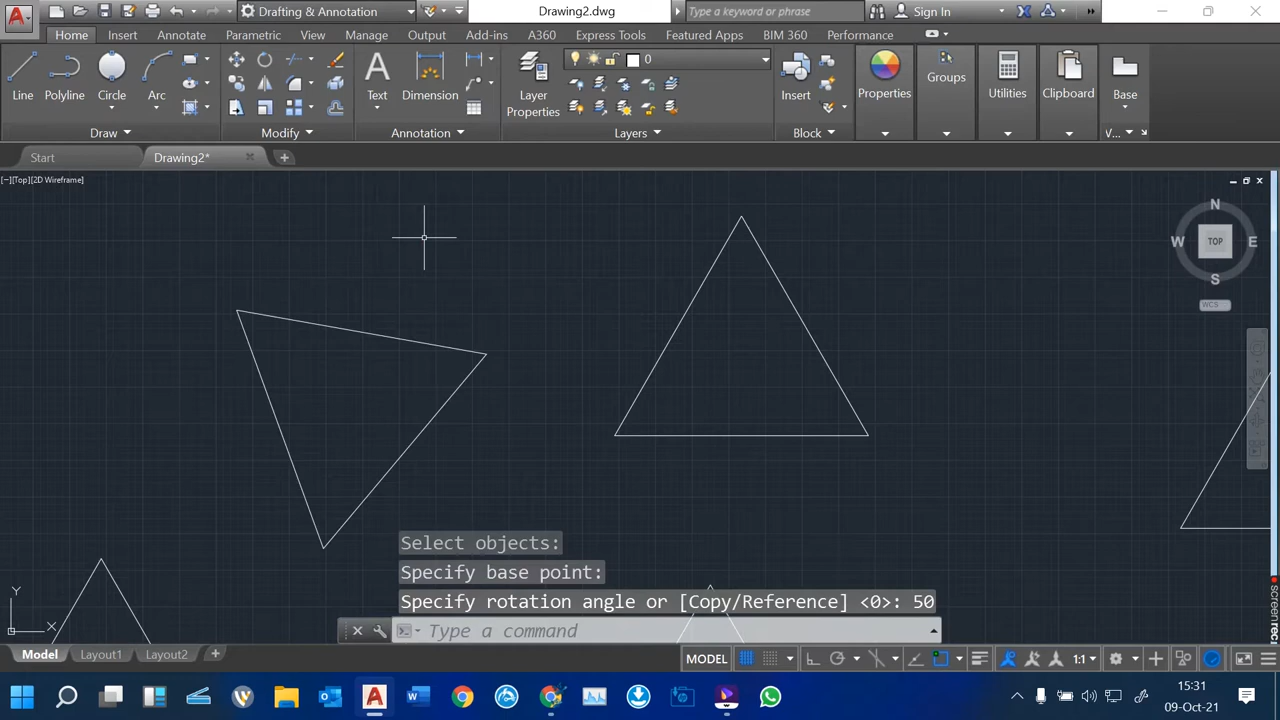 Drafting & Annotation
Drawing2.dwg
Type a keyword or phrase
Sign In
Home
Insert
Annotate
Parametric
View
Manage
Output
Add-ins
A360
Express Tools
Featured Apps
BIM 360
Performance
0
Line
Polyline
Circle
Arc
Text
Dimension
Layer
Properties
Insert
Properties
Groups
Utilities
Clipboard
Base
Draw
Modify
Annotation
Layers
Block
V...
Start
Drawing2*
[−][Top][2D Wireframe]
N
W
TOP
E
S
WCS
Select objects:
Specify base point:
Specify rotation angle or [Copy/Reference] <0>: 50
Type a command
Y
X
Model
Layout1
Layout2
MODEL
1:1
15:31
09-Oct-21